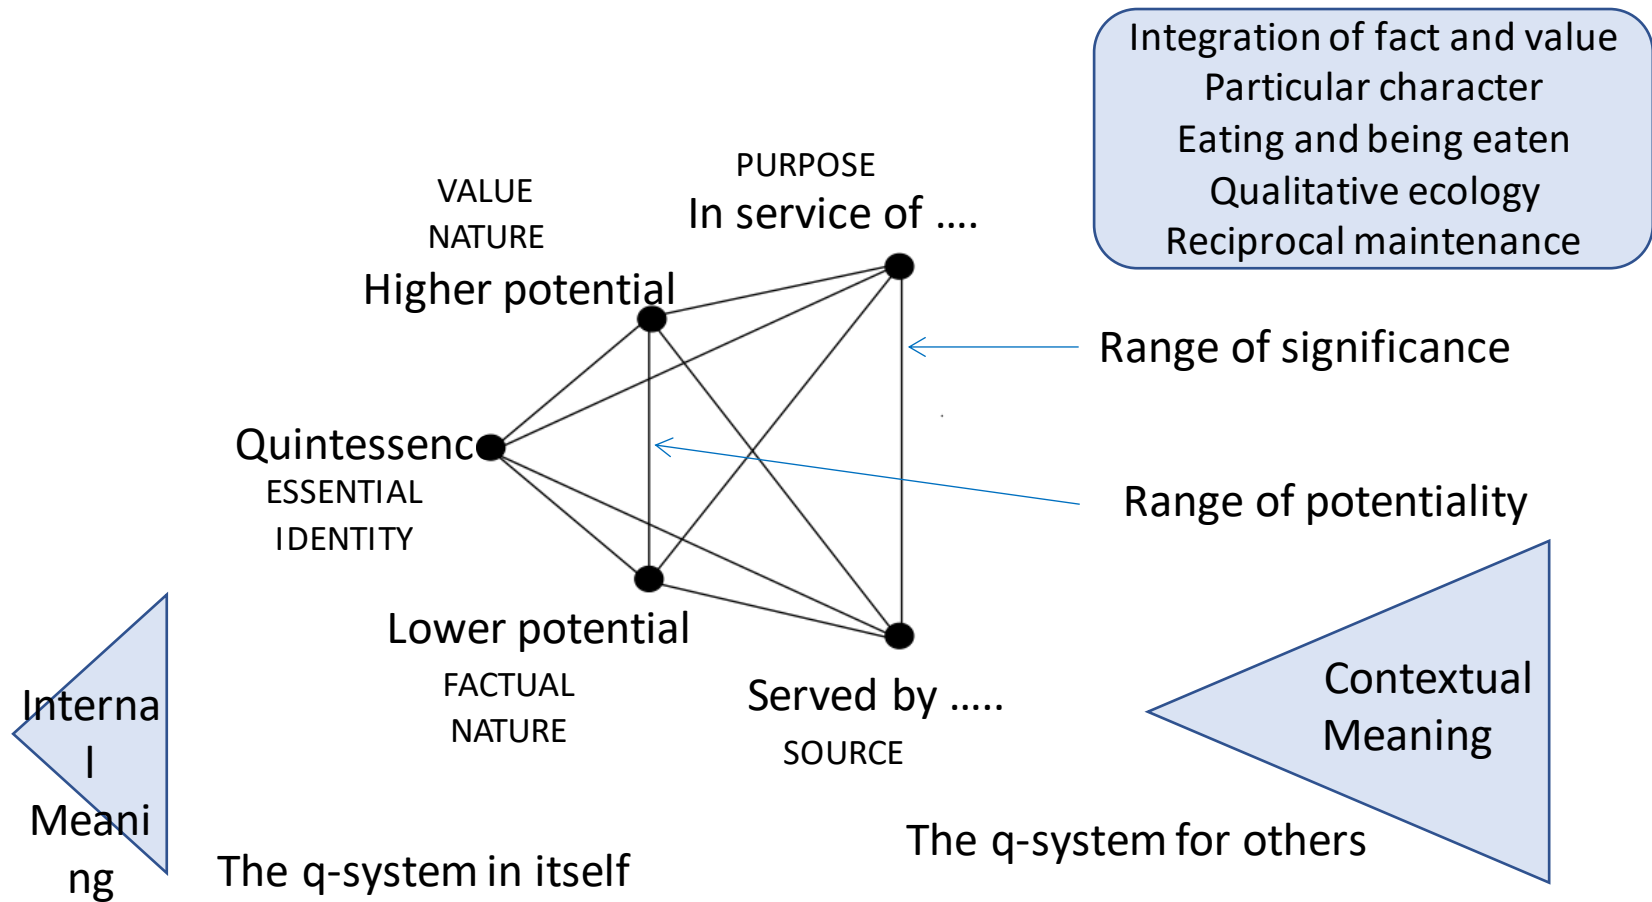 Integration of fact and value
Particular character
Eating and being eaten
Qualitative ecology
Reciprocal maintenance
PURPOSE
In service of ....
VALUE
NATURE
Higher potential
Range of significance
Quintessenc
ESSENTIAL
IDENTITY
Range of potentiality
Lower potential
FACTUAL
NATURE
Served by .....
SOURCE
Interna
l
Meani
ng
Contextual
Meaning
The q-system in itself
The q-system for others